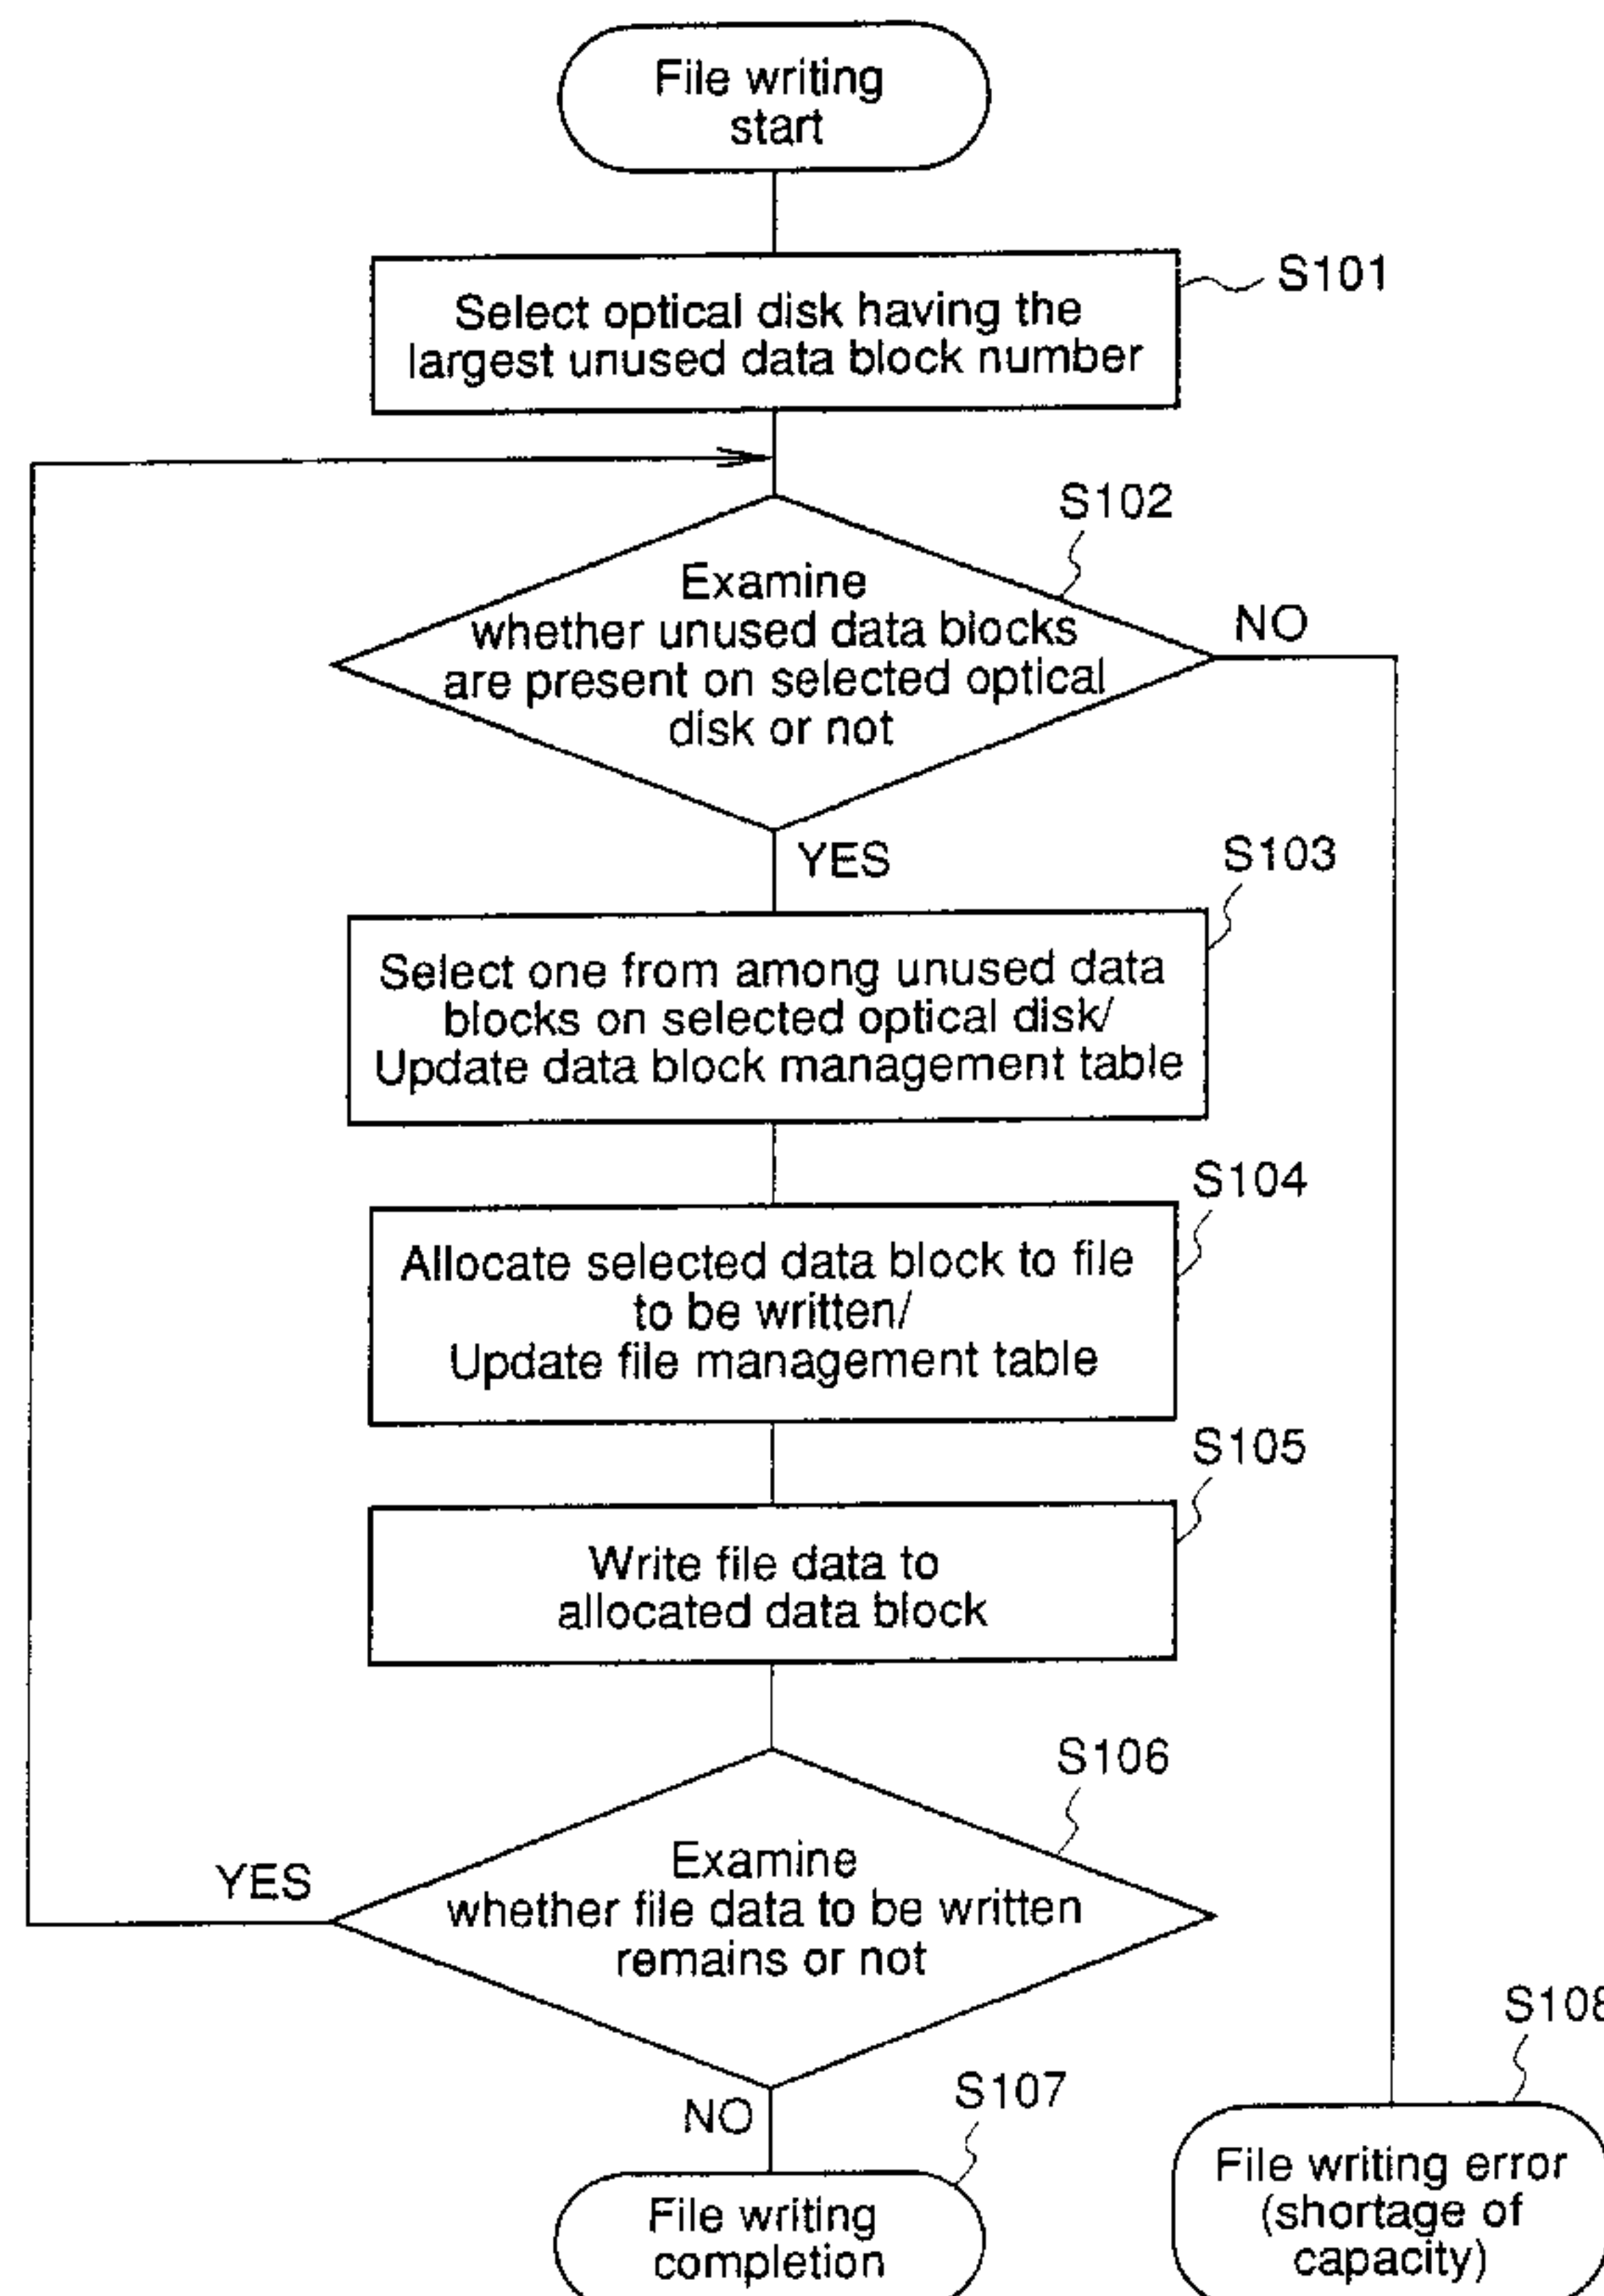 File writing
start
S101
Select optical disk having the
largest unused data block number
S102
Examine
whether unused data blocks
are present on selected optical
disk or not
NO
YES
S103
Select one from among unused data
blocks on selected optical disk/
Update data block management table
S104
Allocate selected data block to file
to be written/
Update file management table
S105
Write file data to
allocated data block
S106
Examine
whether file data to be written
remains or not
YES
NO
S107
File writing
completion
S108
File writing error
(shortage of
capacity)